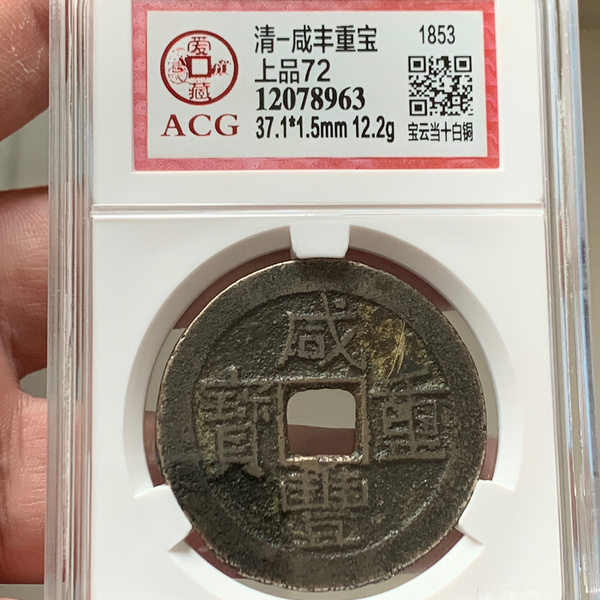 爱
藏
ACG
清一咸丰重宝
上品72
12078963
37.1*1.5mm 12.2g
1853
宝云当十白铜
咸
豐
重
寶